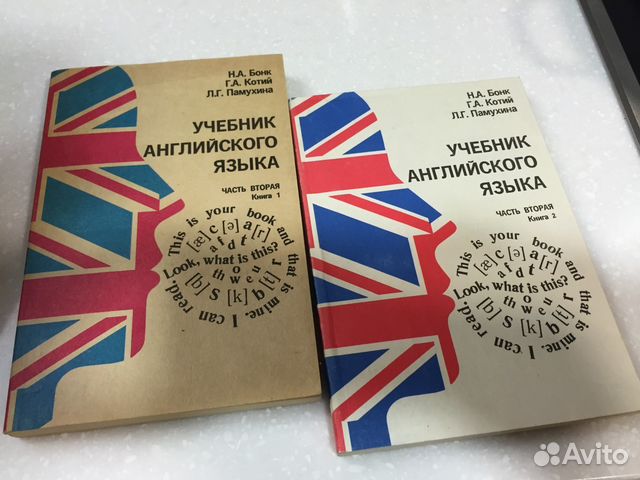 Н.А. Бонк
Г.А. Котий
Л.Г. Памухина
УЧЕБНИК
АНГЛИЙСКОГО
ЯЗЫКА
ЧАСТЬ ВТОРАЯ
Книга 1
This is your book and that is mine. I can read.
Look, what is this?
[æ] c [ə] a [r]
a f d t
t h o w e u
[b] s [k] b [t] r
Н.А. Бонк
Г.А. Котий
Л.Г. Памухина
УЧЕБНИК
АНГЛИЙСКОГО
ЯЗЫКА
ЧАСТЬ ВТОРАЯ
Книга 2
This is your book and that is mine. I can read.
Look, what is this?
[æ] c [ə] a [r]
a f d t
t h o w e u
[b] s [k] b [t] r
Avito